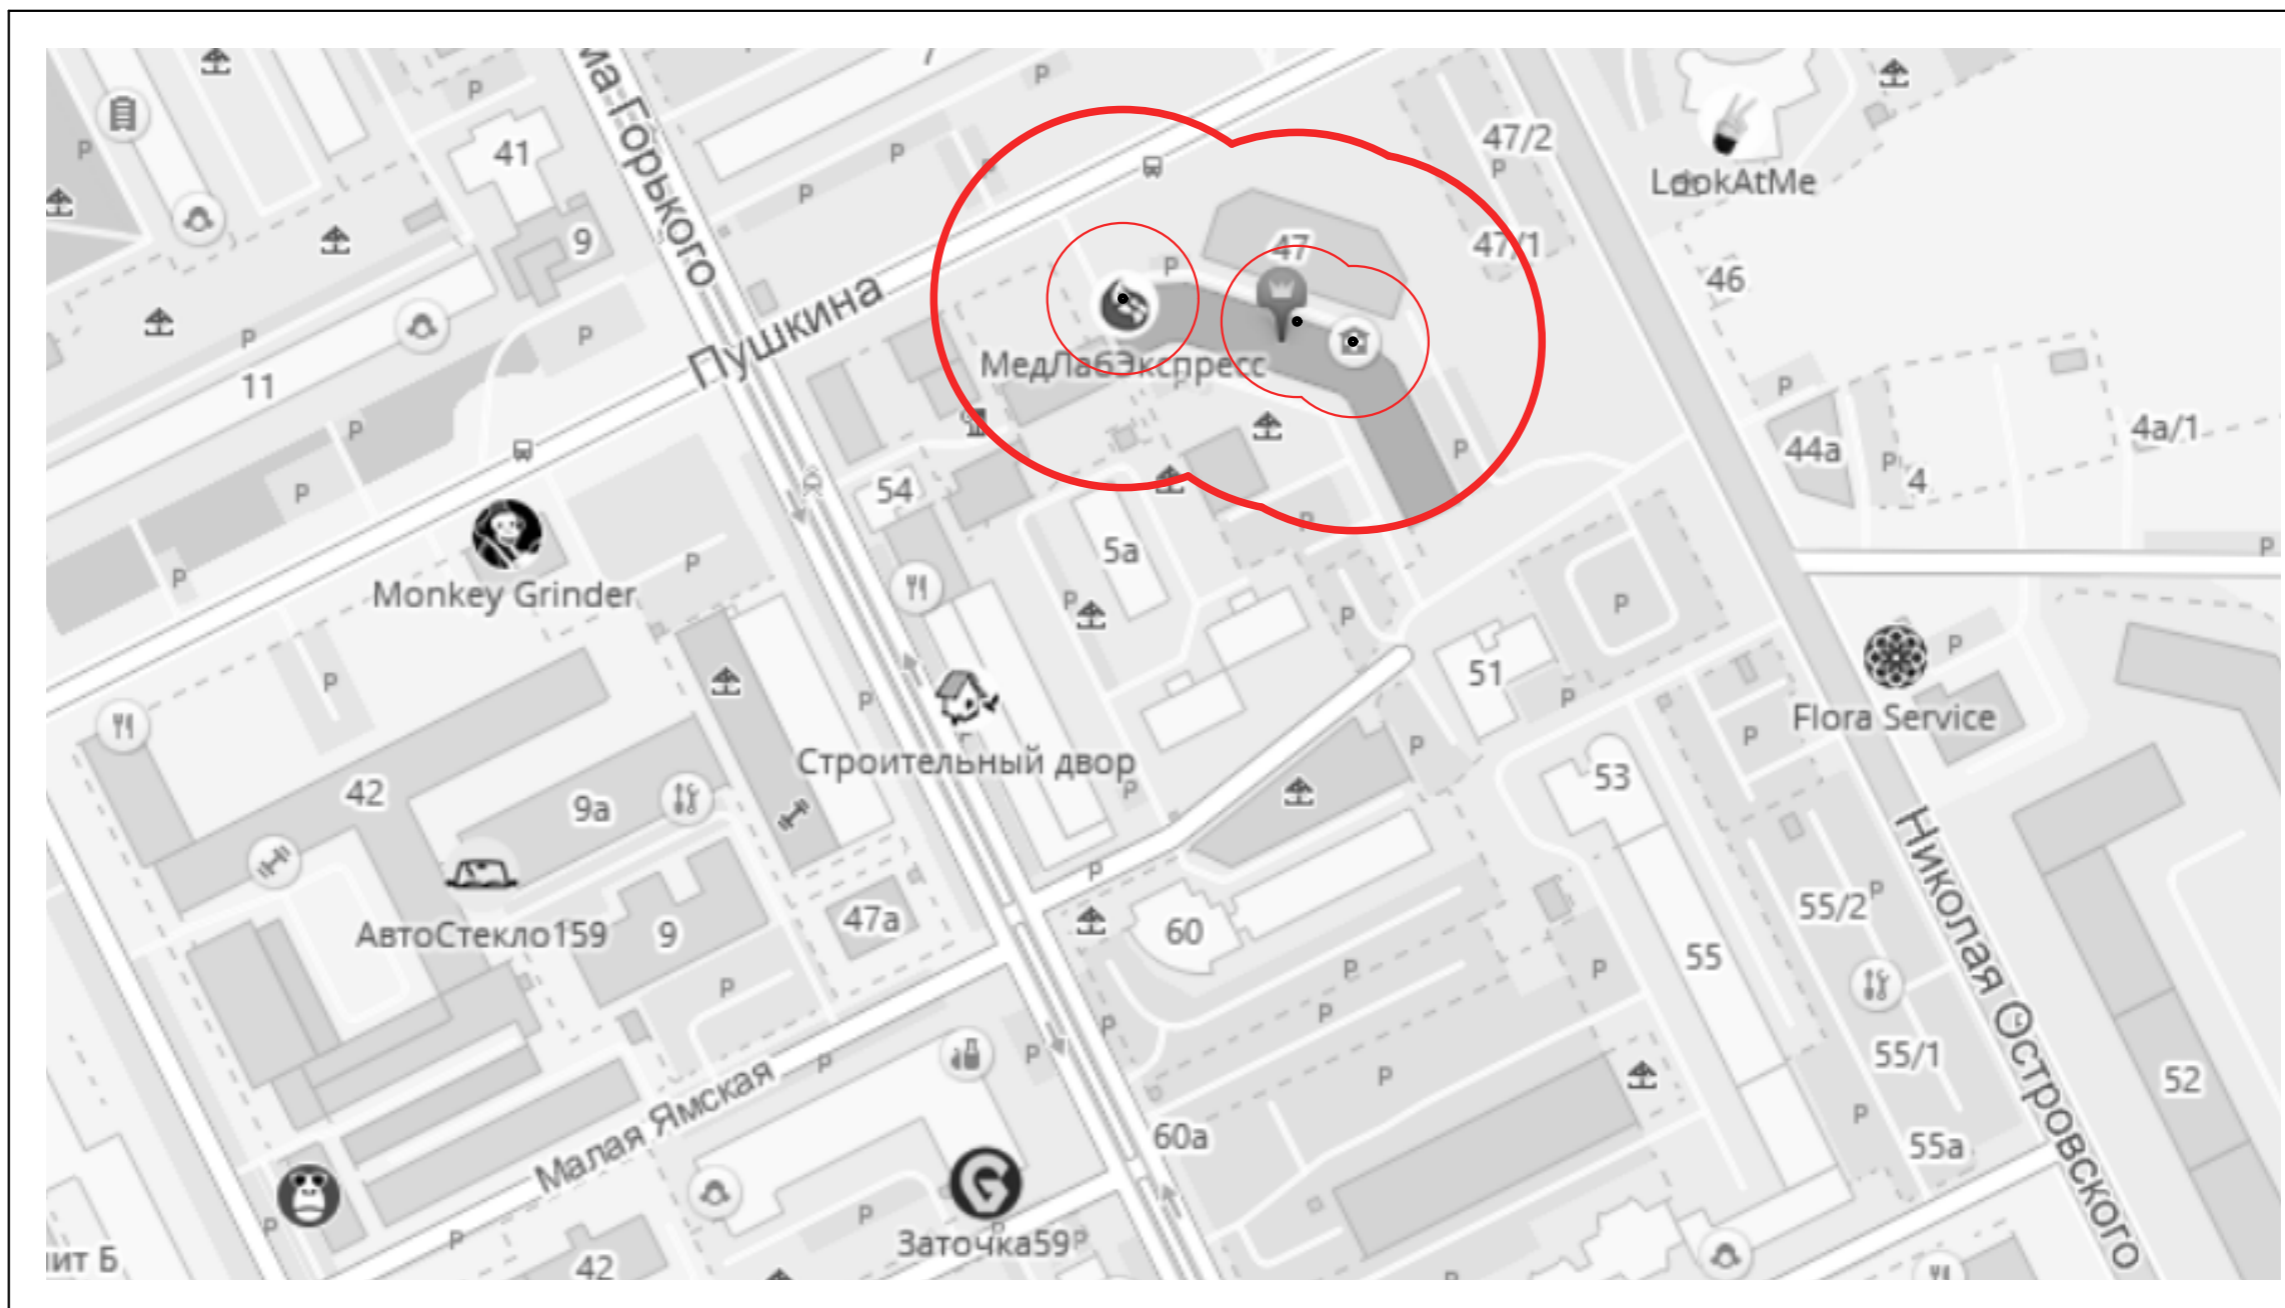 7
P
P
47/2
P
41
P
P
P
LookAtMe
ма Горького
P
9
47
47/1
P
46
Пушкина
P
P
МедЛабЭкспресс
P
11
P
4а/1
P
P
44а
P
4
P
54
P
5а
P
P
P
P
Monkey Grinder
P
P
P
P
51
P
P
P
P
Flora Service
P
P
Строительный двор
53
P
42
9а
P
Николая Островского
55/2
P
47а
60
АвтоСтекло159
9
55
P
P
P
P
P
P
55/1
P
P
52
Малая Ямская
P
60а
55а
P
P
P
P
Заточка59
P
ит Б
42